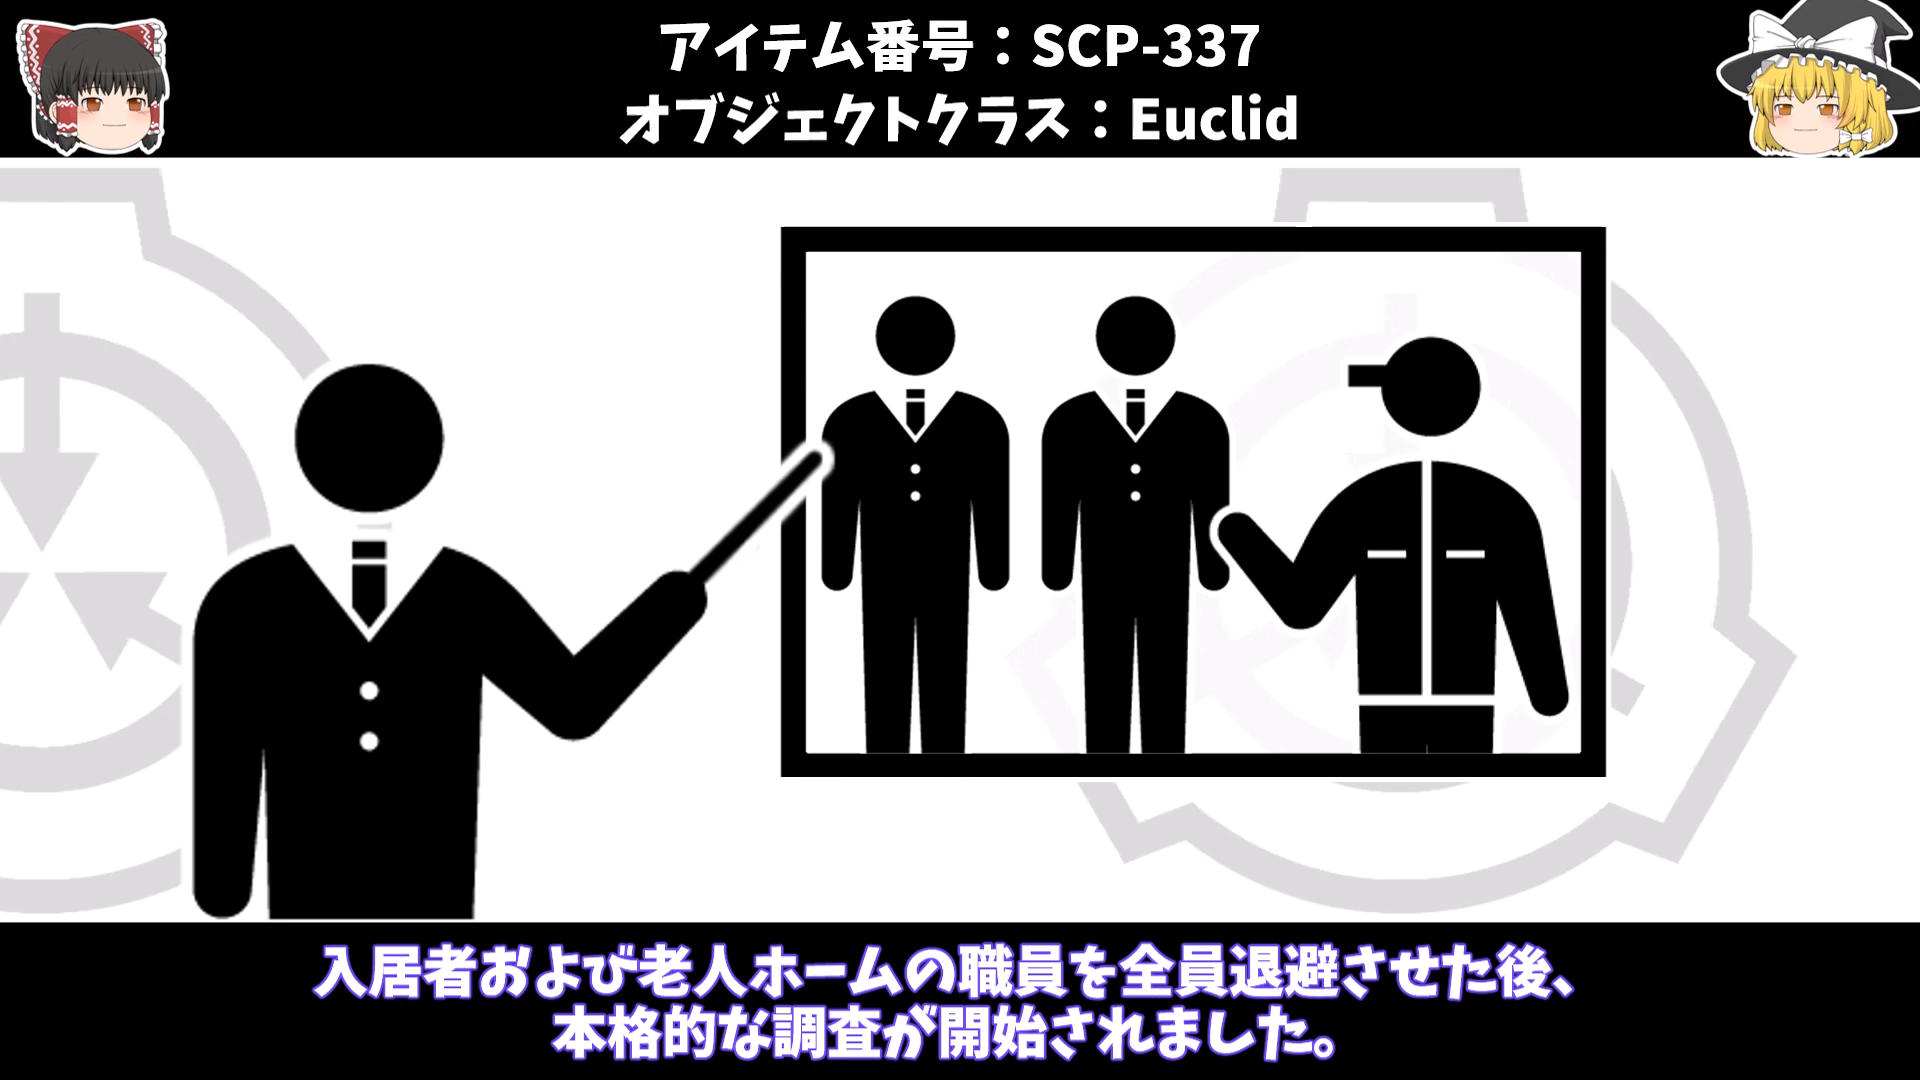 アイテム番号：SCP-337
オブジェクトクラス：Euclid
入居者および老人ホームの職員を全員退避させた後、
本格的な調査が開始されました。